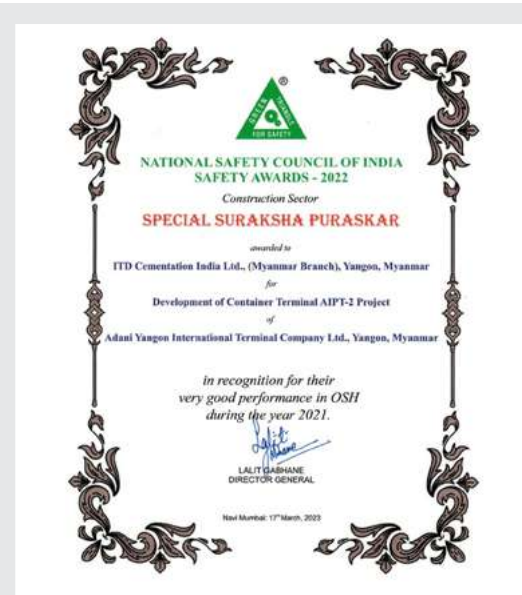 ®
GREEN TRIANGLE
FOR SAFETY
NATIONAL SAFETY COUNCIL OF INDIA
SAFETY AWARDS - 2022
Construction Sector
SPECIAL SURAKSHA PURASKAR
awarded to
ITD Cementation India Ltd., (Myanmar Branch), Yangon, Myanmar
for
Development of Container Terminal AIPT-2 Project
of
Adani Yangon International Terminal Company Ltd., Yangon, Myanmar
in recognition for their
very good performance in OSH
during the year 2021.
Lalit
LALIT GABHANE
DIRECTOR GENERAL
Navi Mumbai: 17th March, 2023